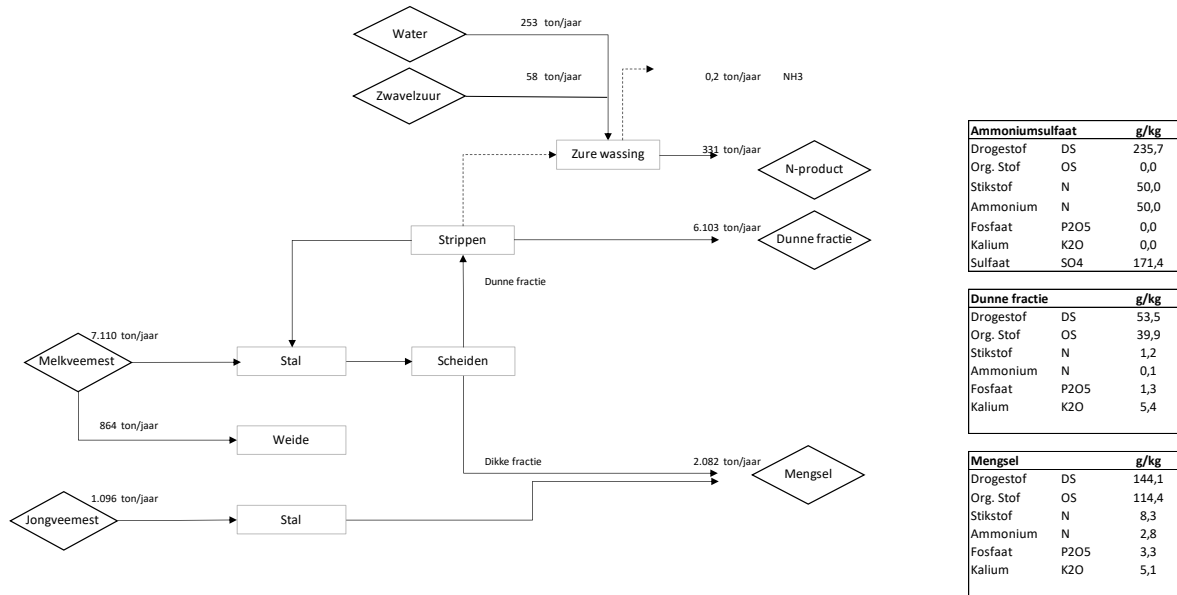 253 ton/jaar
Water
58 ton/jaar
Zwavelzuur
0,2 ton/jaar NH3
Zure wassing
331 ton/jaar
N-product
Strippen
6.103 ton/jaar
Dunne fractie
Dunne fractie
7.110 ton/jaar
Melkveemest
Stal
Scheiden
864 ton/jaar
Weide
Dikke fractie
2.082 ton/jaar
Mengsel
1.096 ton/jaar
Jongveemest
Stal
Ammoniumsulfaat g/kg
Drogestof DS 235,7
Org. Stof OS 0,0
Stikstof N 50,0
Ammonium N 50,0
Fosfaat P2O5 0,0
Kalium K2O 0,0
Sulfaat SO4 171,4
Dunne fractie g/kg
Drogestof DS 53,5
Org. Stof OS 39,9
Stikstof N 1,2
Ammonium N 0,1
Fosfaat P2O5 1,3
Kalium K2O 5,4
Mengsel g/kg
Drogestof DS 144,1
Org. Stof OS 114,4
Stikstof N 8,3
Ammonium N 2,8
Fosfaat P2O5 3,3
Kalium K2O 5,1